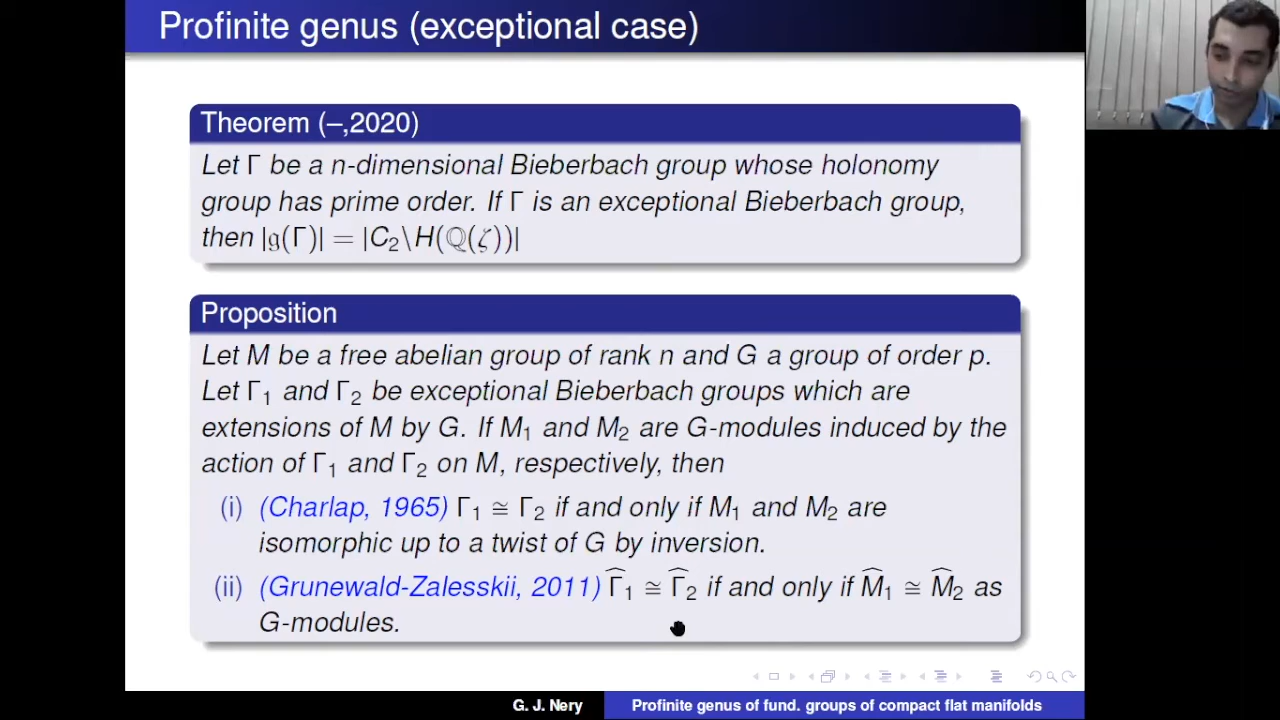 Profinite genus (exceptional case)
Theorem (–,2020)
Let Γ be a n-dimensional Bieberbach group whose holonomy
group has prime order. If Γ is an exceptional Bieberbach group,
then |𝔤(Γ)| = |C₂\H(ℚ(ζ))|
Proposition
Let M be a free abelian group of rank n and G a group of order p.
Let Γ₁ and Γ₂ be exceptional Bieberbach groups which are
extensions of M by G. If M₁ and M₂ are G-modules induced by the
action of Γ₁ and Γ₂ on M, respectively, then
(i) (Charlap, 1965) Γ₁ ≅ Γ₂ if and only if M₁ and M₂ are
isomorphic up to a twist of G by inversion.
(ii) (Grunewald-Zalesskii, 2011) Γ̂₁ ≅ Γ̂₂ if and only if M̂₁ ≅ M̂₂ as
G-modules.
G. J. Nery Profinite genus of fund. groups of compact flat manifolds